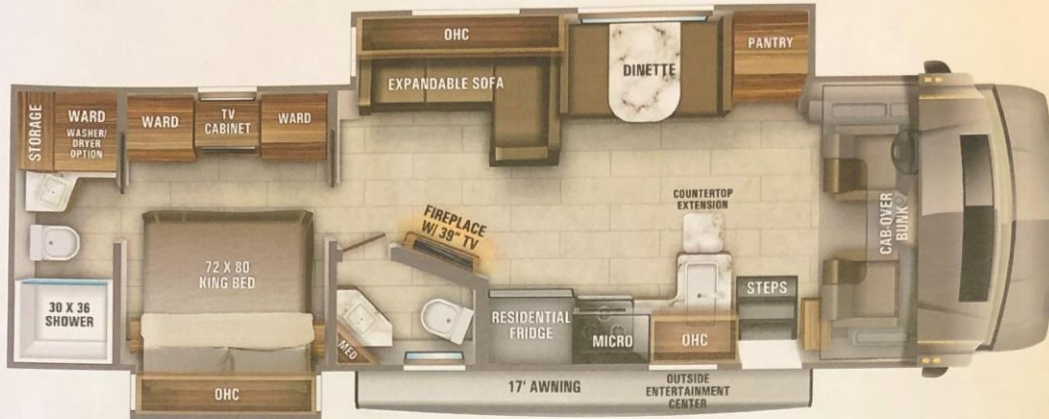 OHC
EXPANDABLE SOFA
DINETTE
PANTRY
STORAGE
WARD
WASHER/
DRYER
OPTION
WARD
TV
CABINET
WARD
COUNTERTOP
EXTENSION
CAB-OVER
BUNK
FIREPLACE
W/ 39" TV
72 X 80
KING BED
30 X 36
SHOWER
MED
RESIDENTIAL
FRIDGE
MICRO
OHC
STEPS
OHC
17' AWNING
OUTSIDE
ENTERTAINMENT
CENTER